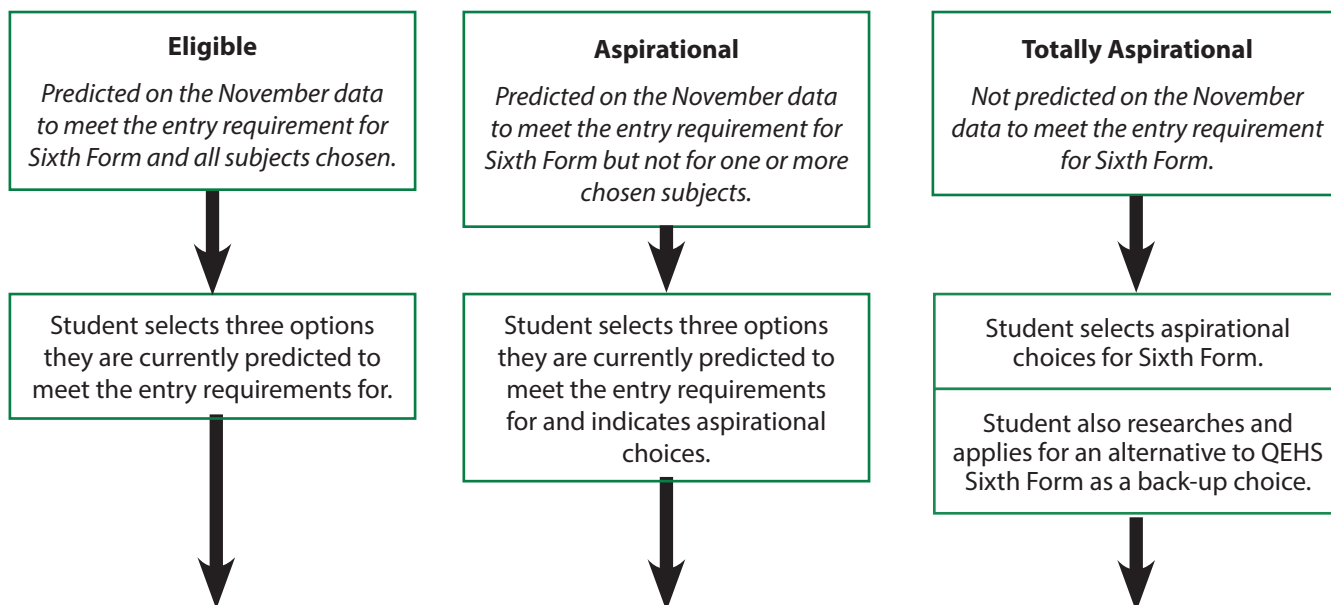 Eligible
Predicted on the November data
to meet the entry requirement for
Sixth Form and all subjects chosen.
Student selects three options
they are currently predicted to
meet the entry requirements for.
Aspirational
Predicted on the November data
to meet the entry requirement for
Sixth Form but not for one or more
chosen subjects.
Student selects three options
they are currently predicted to
meet the entry requirements
for and indicates aspirational
choices.
Totally Aspirational
Not predicted on the November
data to meet the entry requirement
for Sixth Form.
Student selects aspirational
choices for Sixth Form.
Student also researches and
applies for an alternative to QEHS
Sixth Form as a back-up choice.